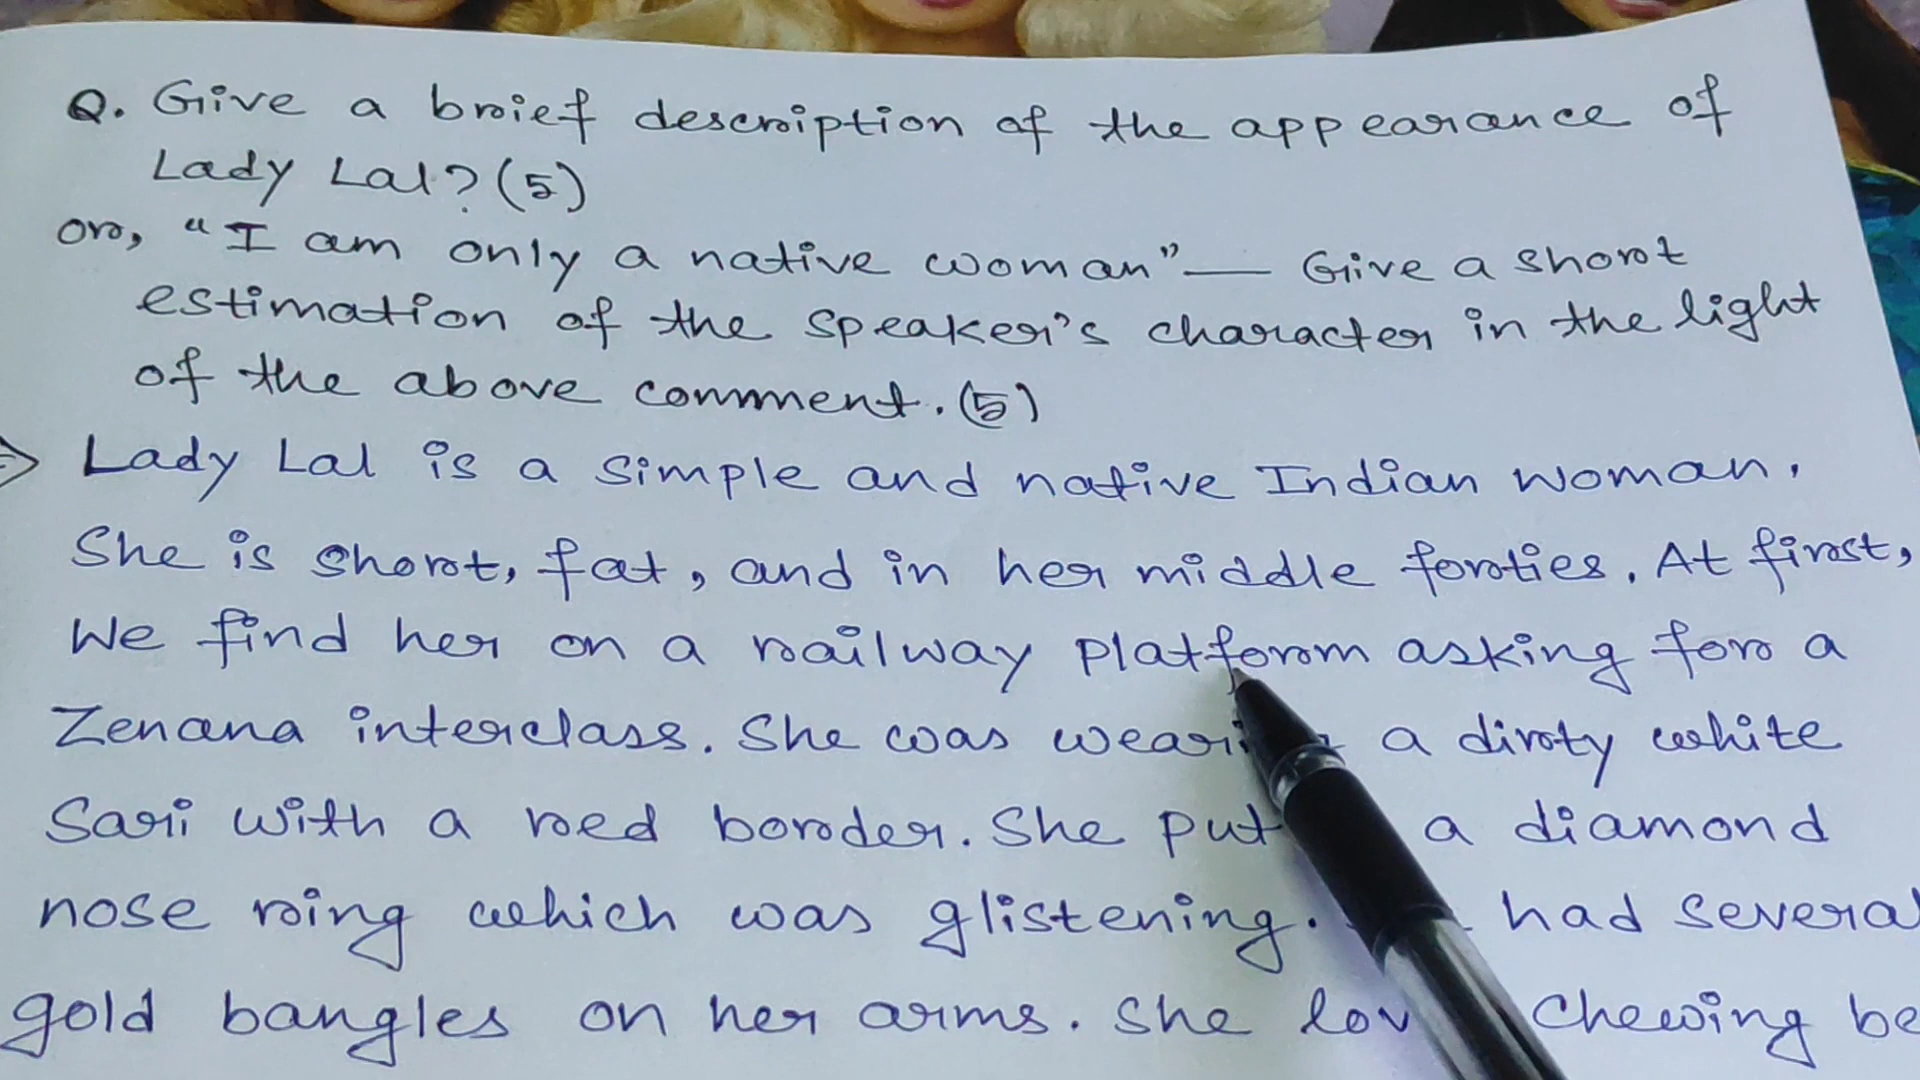 Q. Give a brief description of the appearance of
Lady Lal? (5)
or, "I am only a native woman" — Give a short
estimation of the speaker's character in the light
of the above comment. (5)
⇒ Lady Lal is a simple and native Indian woman.
She is short, fat, and in her middle forties. At first,
We find her on a railway platform asking for a
Zenana interclass. She was a dirty white
Sari with a red border. She put a diamond
nose ring which was glistening. had several
gold bangles on her arms. She chewing